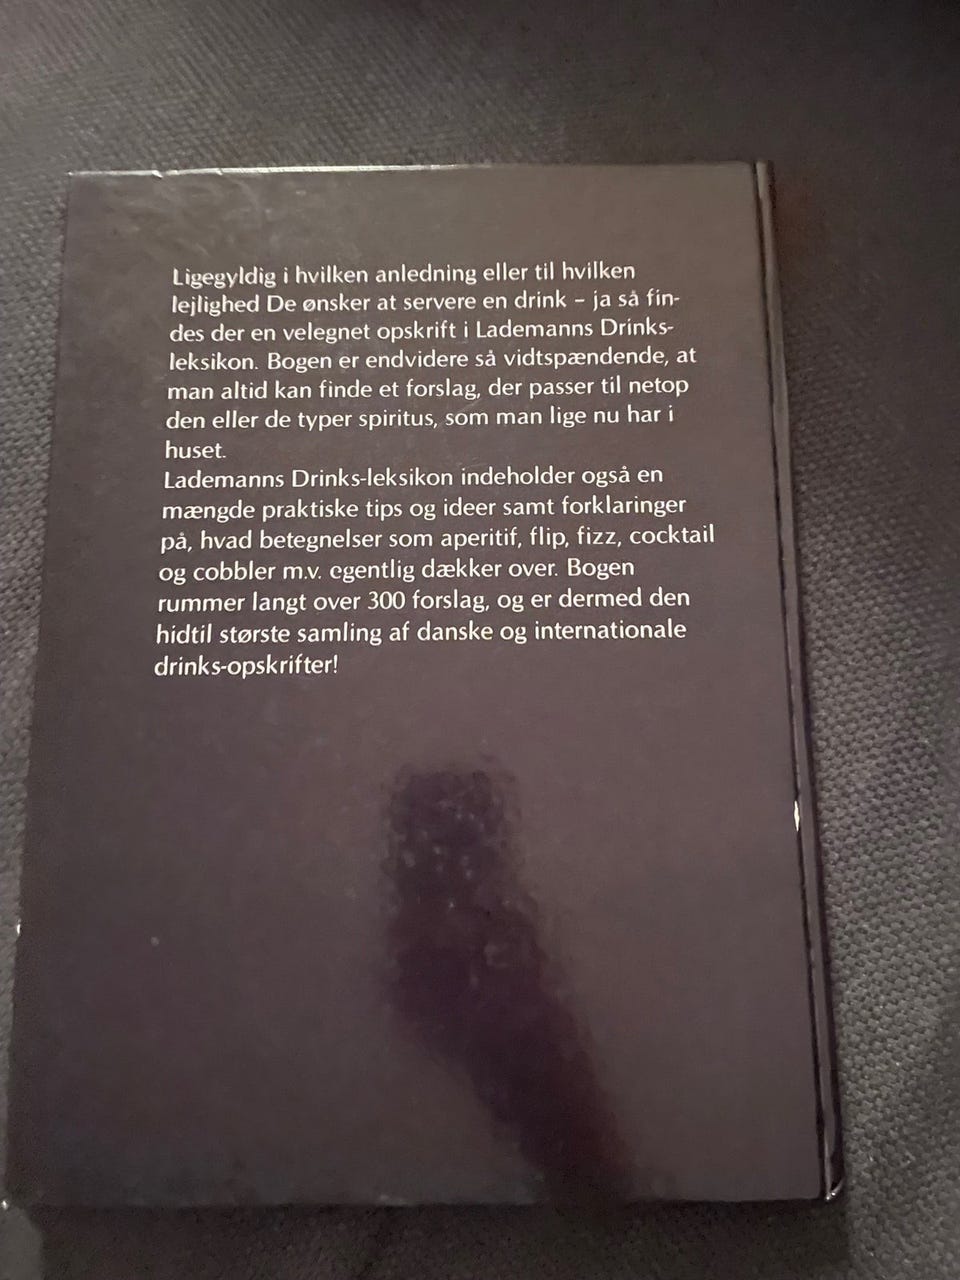 Ligegyldig i hvilken anledning eller til hvilken
lejlighed De ønsker at servere en drink – ja så fin-
des der en velegnet opskrift i Lademanns Drinks-
leksikon. Bogen er endvidere så vidtspændende, at
man altid kan finde et forslag, der passer til netop
den eller de typer spiritus, som man lige nu har i
huset.
Lademanns Drinks-leksikon indeholder også en
mængde praktiske tips og ideer samt forklaringer
på, hvad betegnelser som aperitif, flip, fizz, cocktail
og cobbler m.v. egentlig dækker over. Bogen
rummer langt over 300 forslag, og er dermed den
hidtil største samling af danske og internationale
drinks-opskrifter!